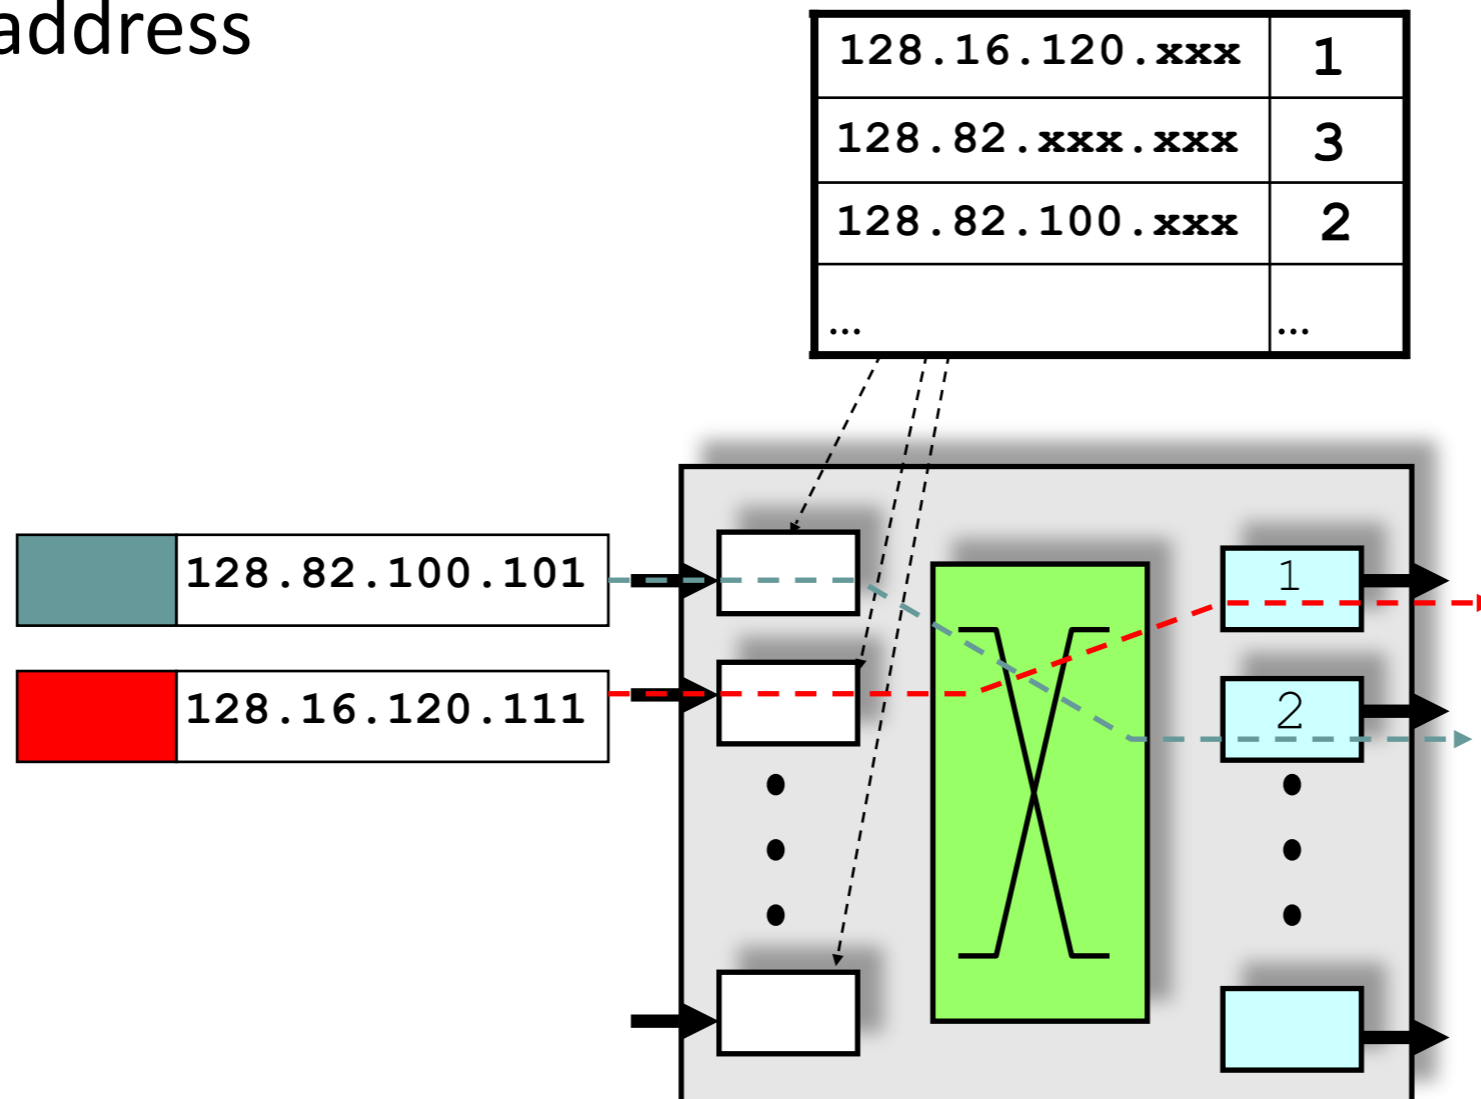 address
128.16.120.xxx 1
128.82.xxx.xxx 3
128.82.100.xxx 2
... ...
128.82.100.101
1
128.16.120.111
2